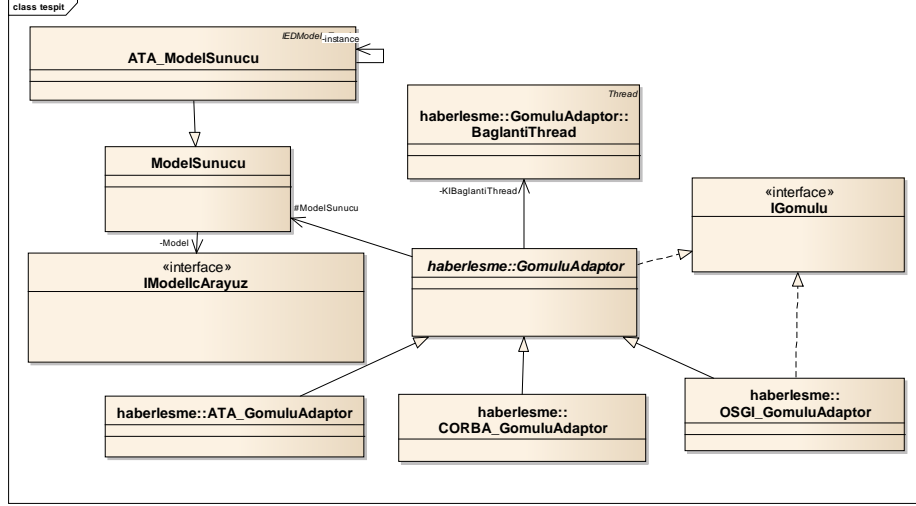 class tespit
IEDModel
-instance
ATA_ModelSunucu
Thread
haberlesme::GomuluAdaptor::
BaglantiThread
ModelSunucu
-KIBaglantiThread
«interface»
IGomulu
#ModelSunucu
-Model
«interface»
IModelIcArayuz
haberlesme::GomuluAdaptor
haberlesme::ATA_GomuluAdaptor
haberlesme::
CORBA_GomuluAdaptor
haberlesme::
OSGI_GomuluAdaptor